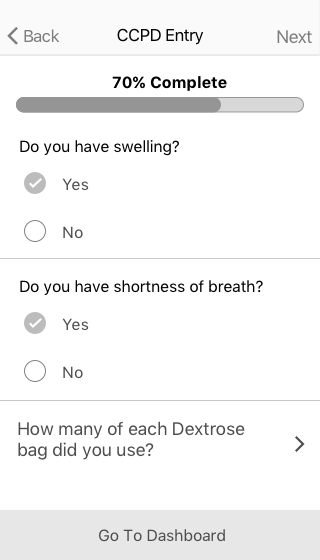 Back CCPD Entry Next
70% Complete
Do you have swelling?
Yes
No
Do you have shortness of breath?
Yes
No
How many of each Dextrose
bag did you use?
Go To Dashboard